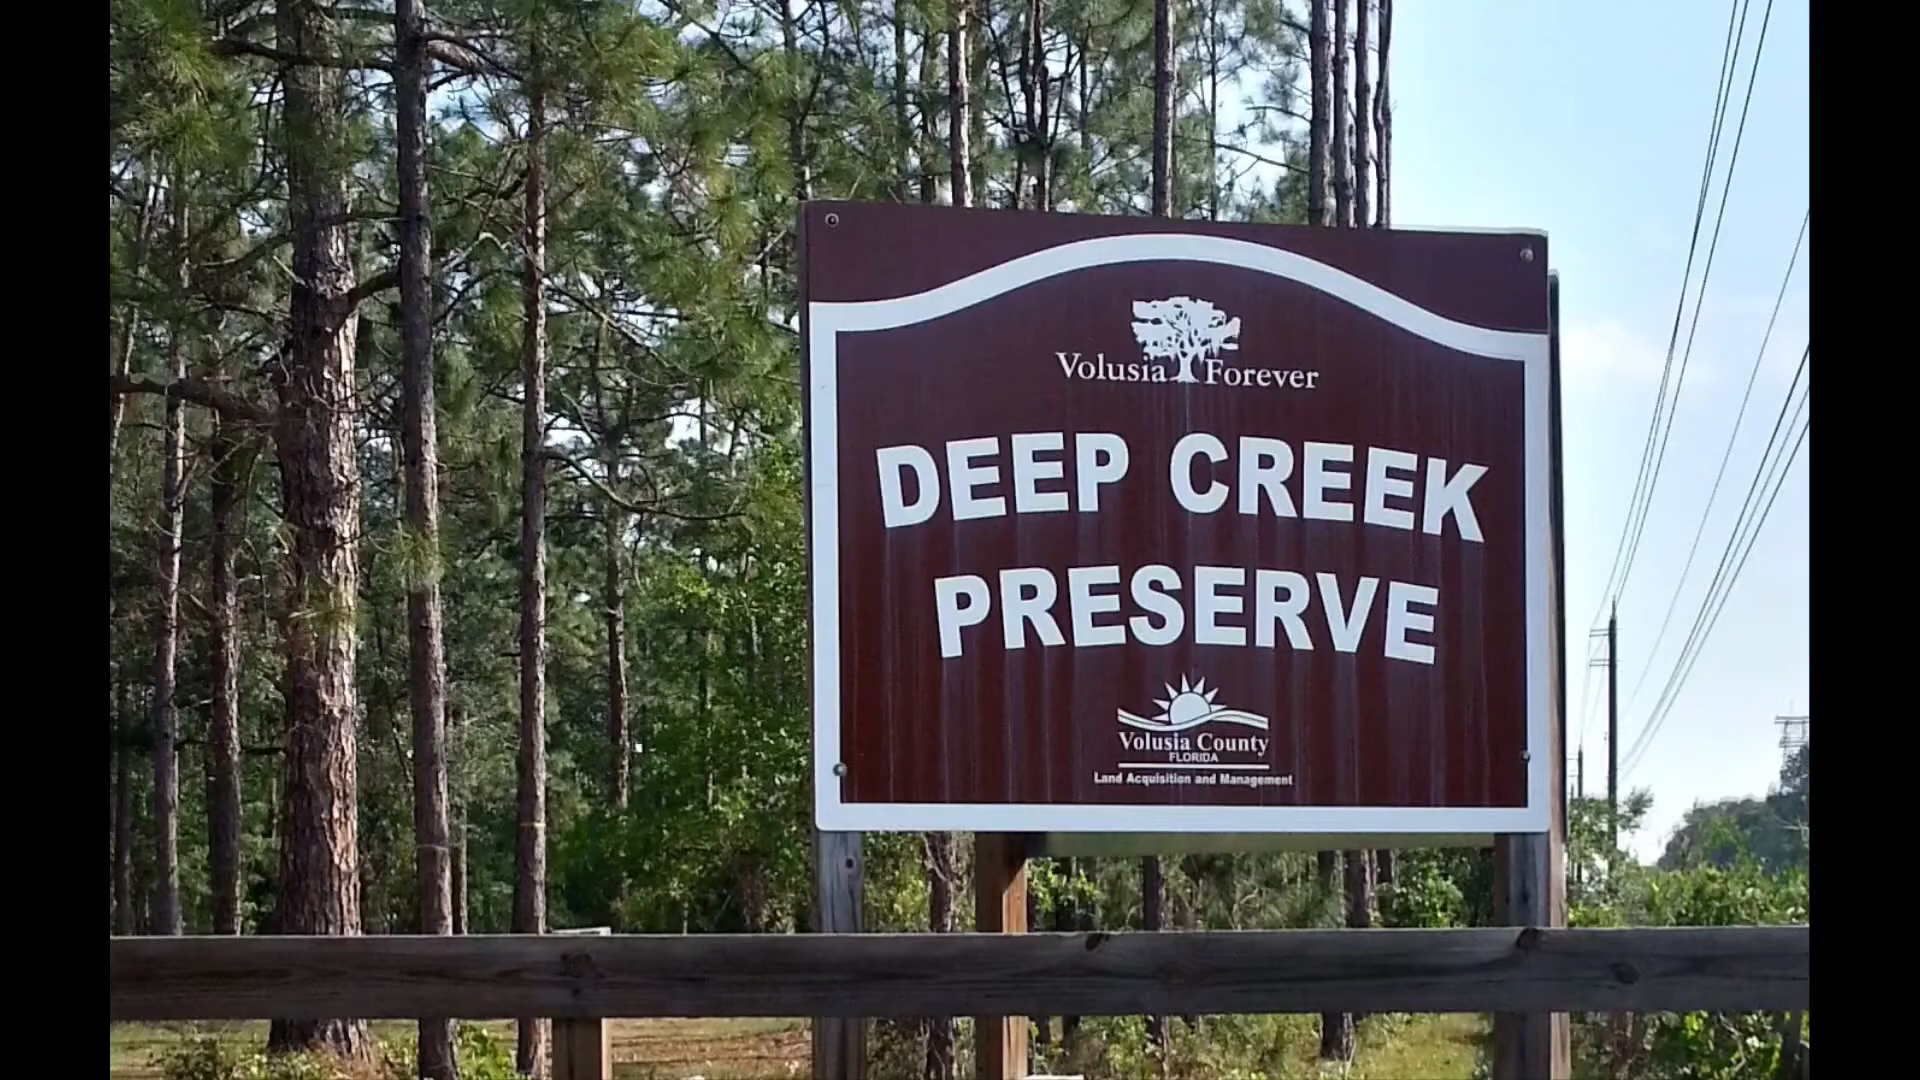 Volusia Forever
DEEP CREEK
PRESERVE
Volusia County
FLORIDA
Land Acquisition and Management